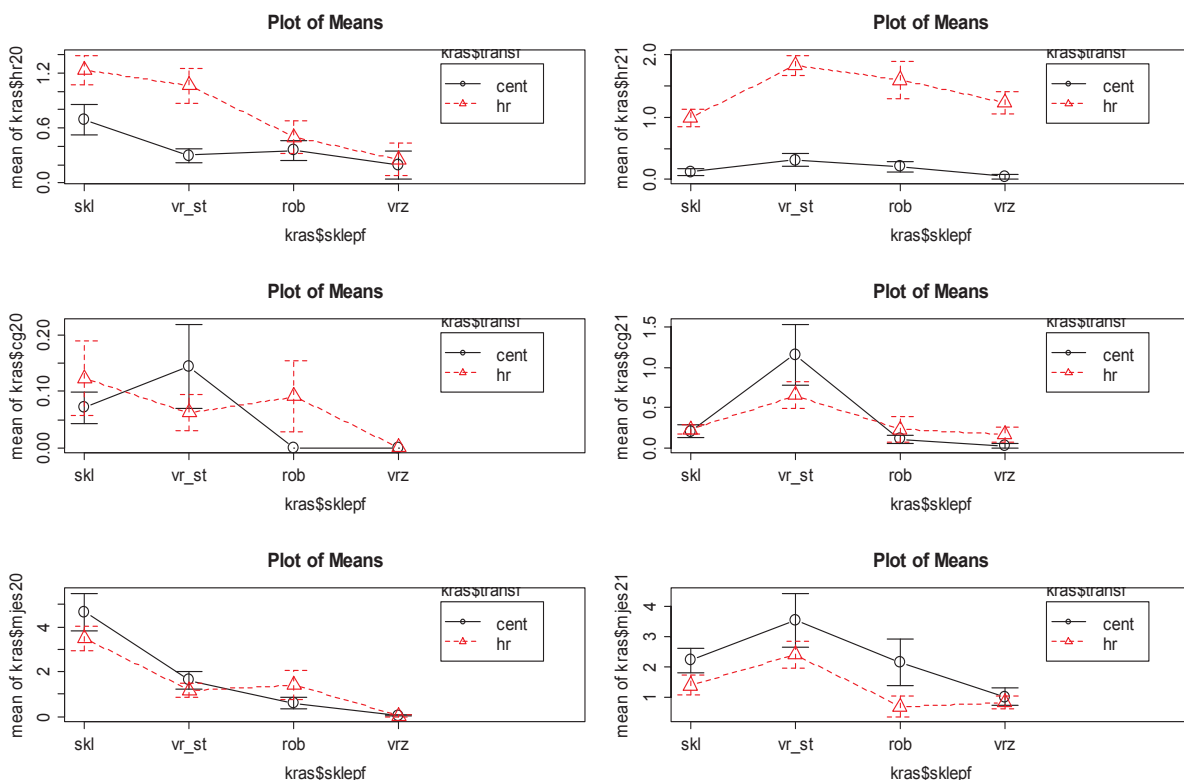 Plot of Means
mean of kras$hr20
0.0 0.6 1.2
kras$transf
cent
hr
skl vr_st rob vrz
kras$sklepf
Plot of Means
mean of kras$hr21
0.0 1.0 2.0
kras$transf
cent
hr
skl vr_st rob vrz
kras$sklepf
Plot of Means
mean of kras$cg20
0.00 0.10 0.20
kras$transf
cent
hr
skl vr_st rob vrz
kras$sklepf
Plot of Means
mean of kras$cg21
0.0 0.5 1.0 1.5
kras$transf
cent
hr
skl vr_st rob vrz
kras$sklepf
Plot of Means
mean of kras$mjes20
0 2 4
kras$transf
cent
hr
skl vr_st rob vrz
kras$sklepf
Plot of Means
mean of kras$mjes21
1 2 3 4
kras$transf
cent
hr
skl vr_st rob vrz
kras$sklepf